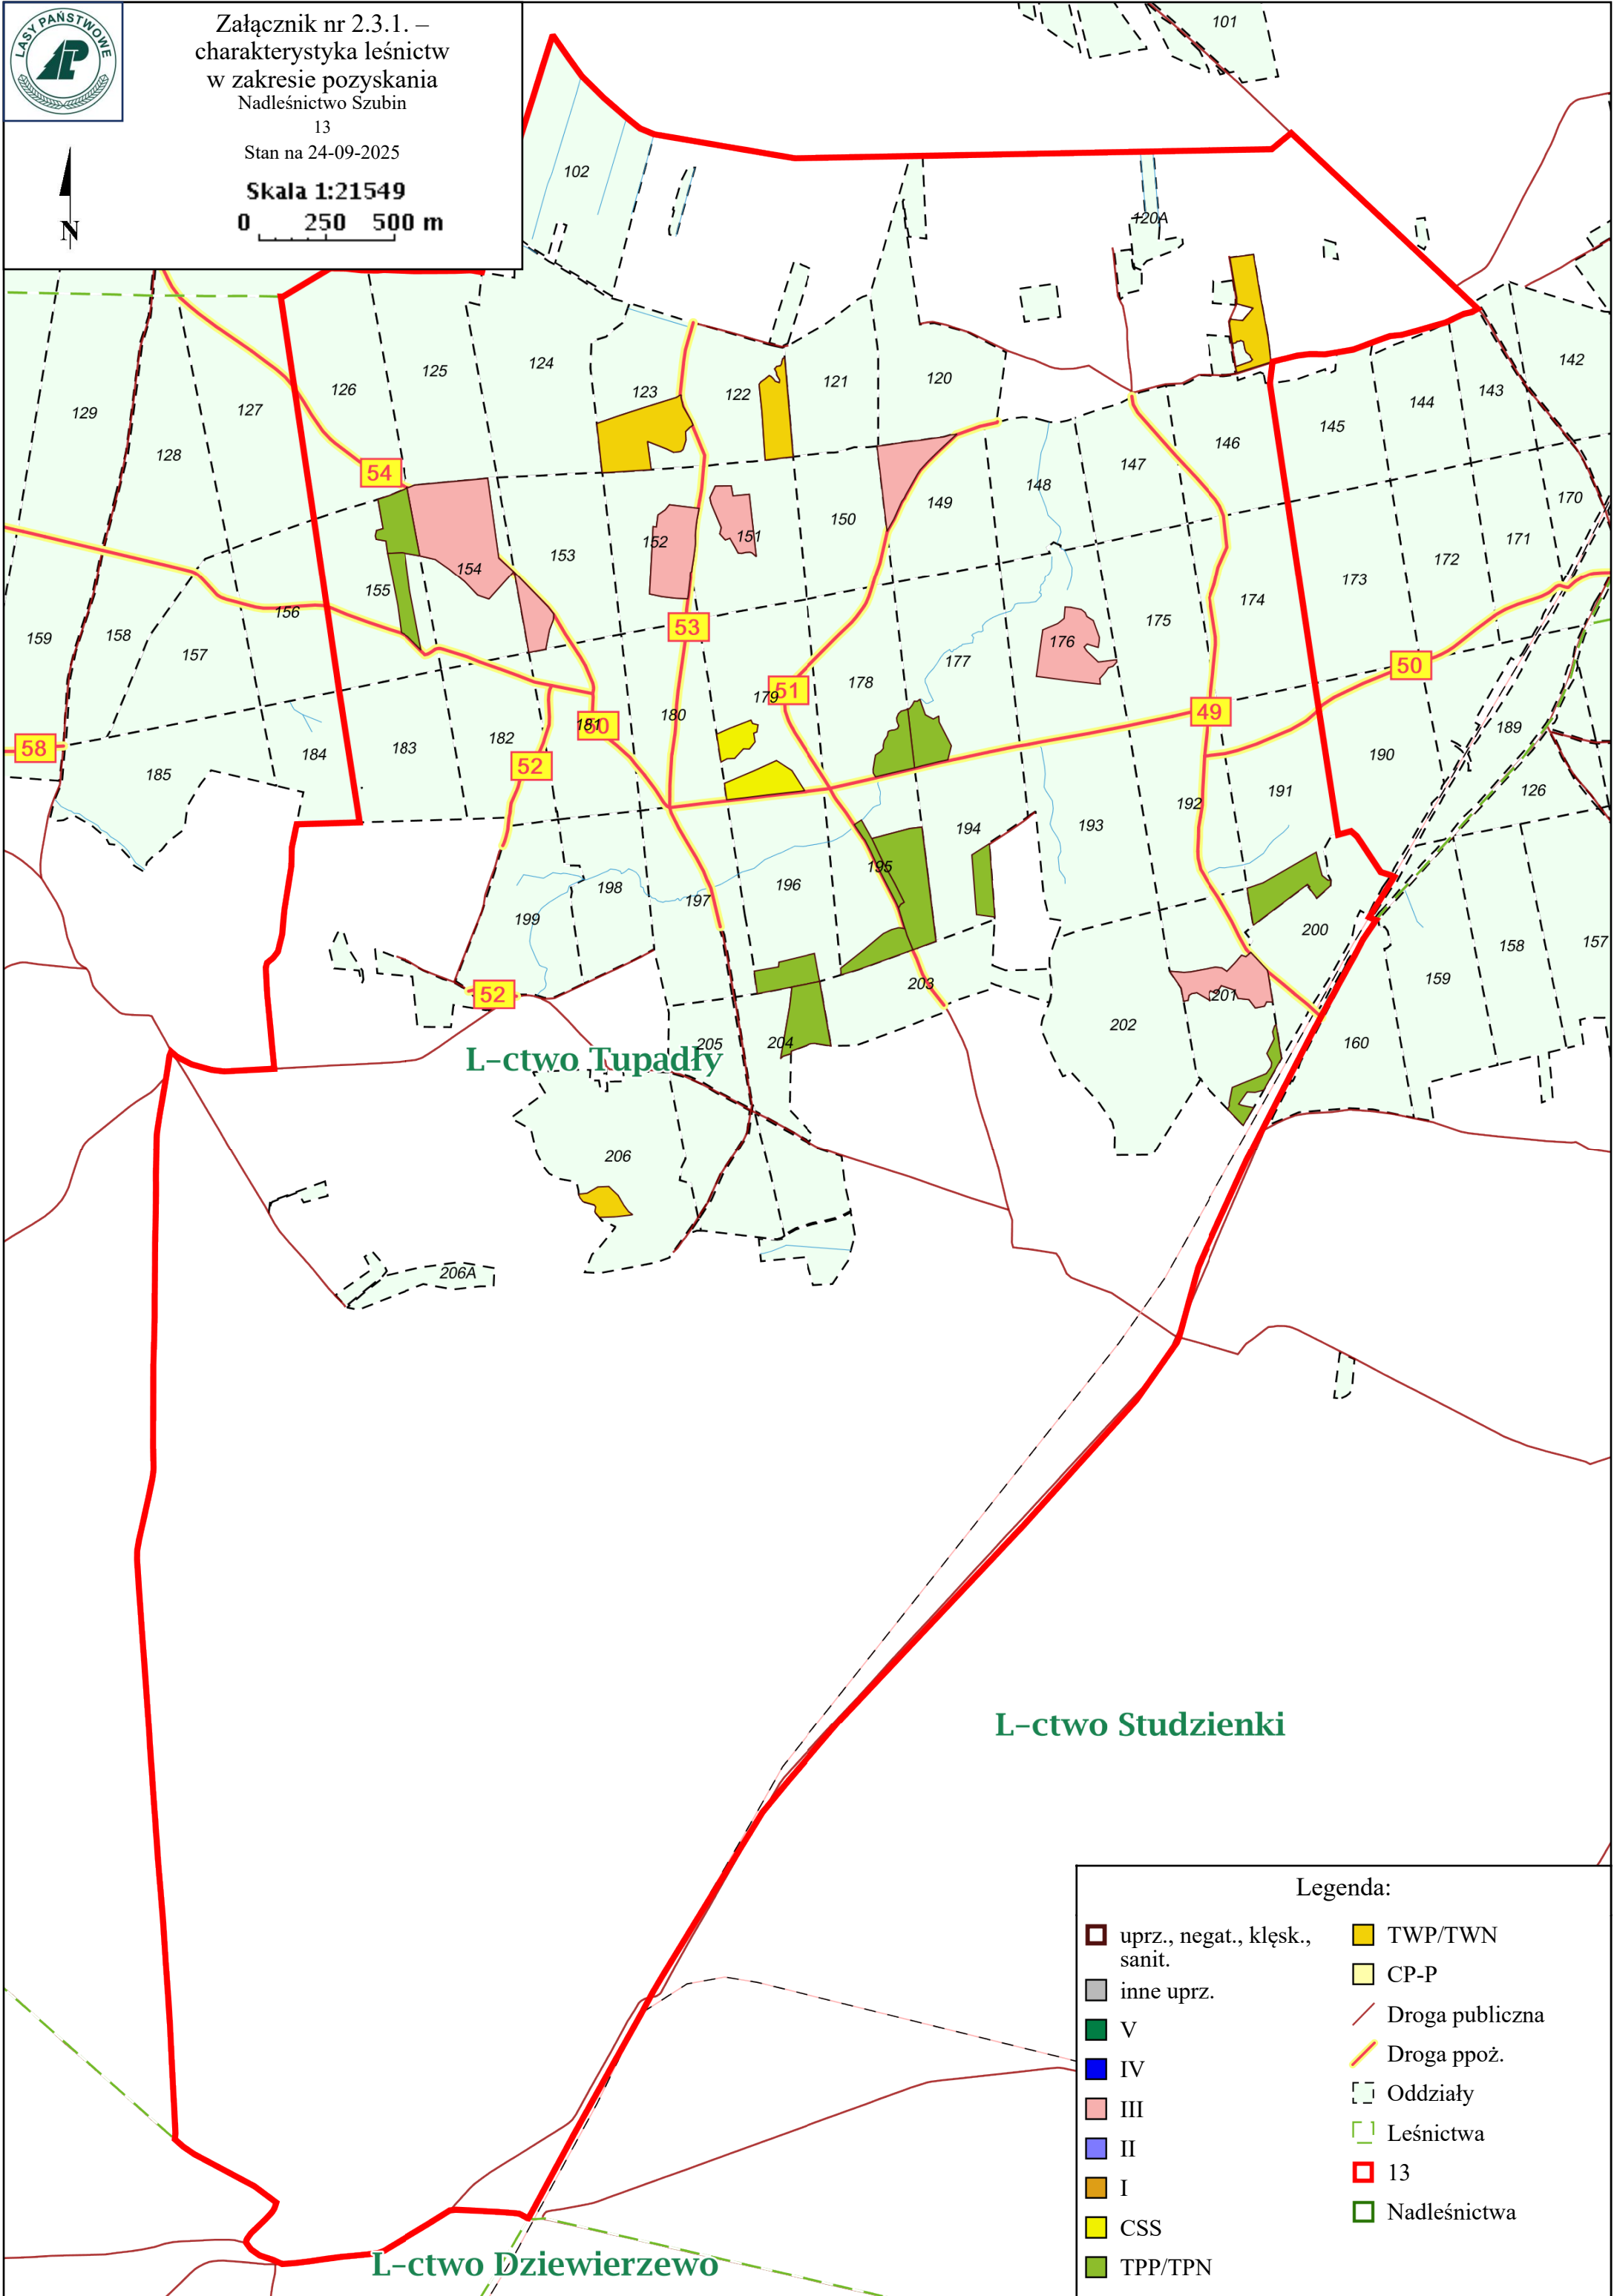 LASY PAŃSTWOWE
LP
Załącznik nr 2.3.1. –
charakterystyka leśnictw
w zakresie pozyskania
Nadleśnictwo Szubin
13
Stan na 24-09-2025
Skala 1:21549
0 250 500 m
N
101
102
120A
129
128
127
126
125
124
123
122
121
120
147
146
145
144
143
142
54
155
154
153
152
151
150
149
148
170
171
172
173
174
175
176
177
178
179
51
53
180
181
50
182
52
183
184
185
58
159
158
157
156
49
50
189
190
191
192
193
194
195
196
197
198
199
126
52
200
201
202
203
204
205
157
158
159
160
L-ctwo Tupadły
206
206A
L-ctwo Studzienki
L-ctwo Dziewierzewo
Legenda:
uprz., negat., klęsk.,
sanit.
inne uprz.
V
IV
III
II
I
CSS
TPP/TPN
TWP/TWN
CP-P
Droga publiczna
Droga ppoż.
Oddziały
Leśnictwa
13
Nadleśnictwa